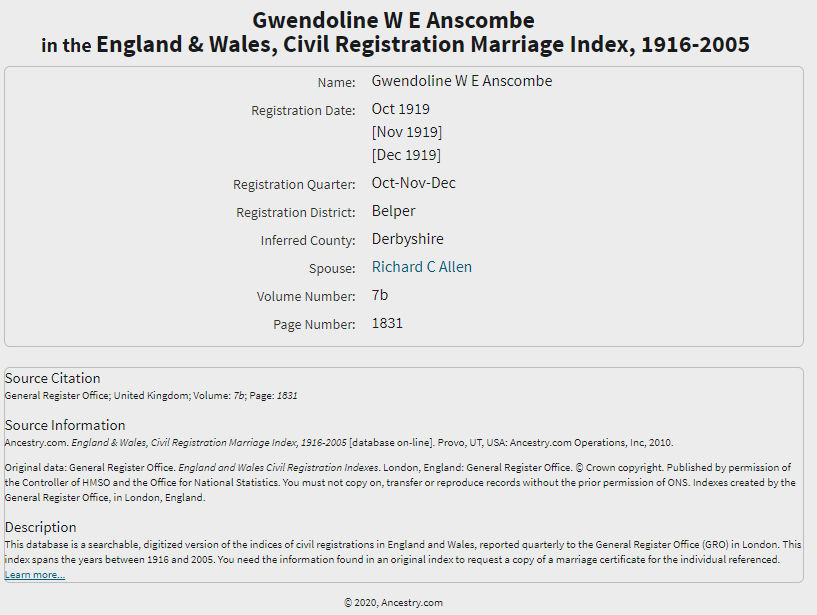 Gwendoline W E Anscombe
in the England & Wales, Civil Registration Marriage Index, 1916-2005
Name: Gwendoline W E Anscombe
Registration Date: Oct 1919
[Nov 1919]
[Dec 1919]
Registration Quarter: Oct-Nov-Dec
Registration District: Belper
Inferred County: Derbyshire
Spouse: Richard C Allen
Volume Number: 7b
Page Number: 1831
Source Citation
General Register Office; United Kingdom; Volume: 7b; Page: 1831
Source Information
Ancestry.com. England & Wales, Civil Registration Marriage Index, 1916-2005 [database on-line]. Provo, UT, USA: Ancestry.com Operations, Inc, 2010.
Original data: General Register Office. England and Wales Civil Registration Indexes. London, England: General Register Office. © Crown copyright. Published by permission of
the Controller of HMSO and the Office for National Statistics. You must not copy on, transfer or reproduce records without the prior permission of ONS. Indexes created by the
General Register Office, in London, England.
Description
This database is a searchable, digitized version of the indices of civil registrations in England and Wales, reported quarterly to the General Register Office (GRO) in London. This
index spans the years between 1916 and 2005. You need the information found in an original index to request a copy of a marriage certificate for the individual referenced.
Learn more...
© 2020, Ancestry.com